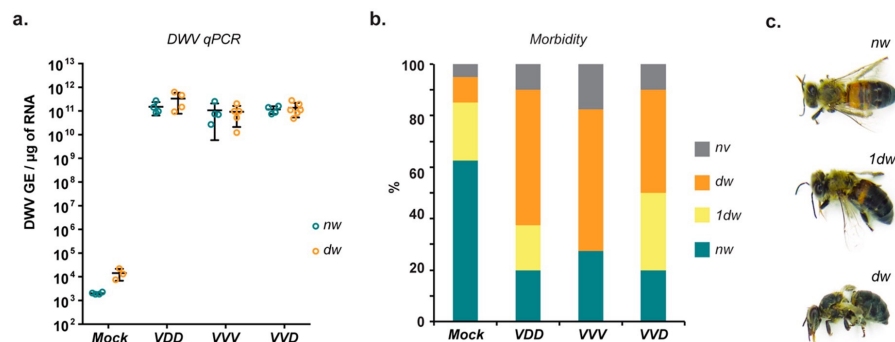 a.
DWV qPCR
DWV GE / µg of RNA
10^13
10^12
10^11
10^10
10^9
10^8
10^7
10^6
10^5
10^4
10^3
10^2
Mock VDD VVV VVD
nw
dw
b.
Morbidity
%
100
80
60
40
20
0
Mock VDD VVV VVD
nv
dw
1dw
nw
c.
nw
1dw
dw